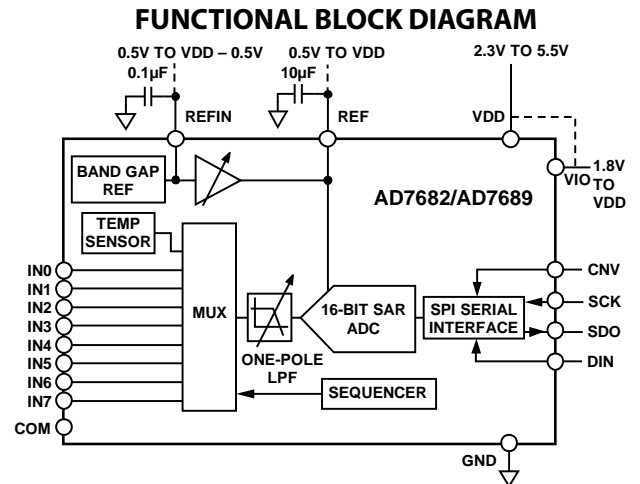 FUNCTIONAL BLOCK DIAGRAM
0.5V TO VDD – 0.5V
0.1µF
0.5V TO VDD
10µF
2.3V TO 5.5V
REFIN
REF
VDD
BAND GAP
REF
VIO
1.8V
TO
VDD
AD7682/AD7689
TEMP
SENSOR
IN0
IN1
IN2
IN3
IN4
IN5
IN6
IN7
COM
MUX
ONE-POLE
LPF
16-BIT SAR
ADC
SPI SERIAL
INTERFACE
CNV
SCK
SDO
DIN
SEQUENCER
GND